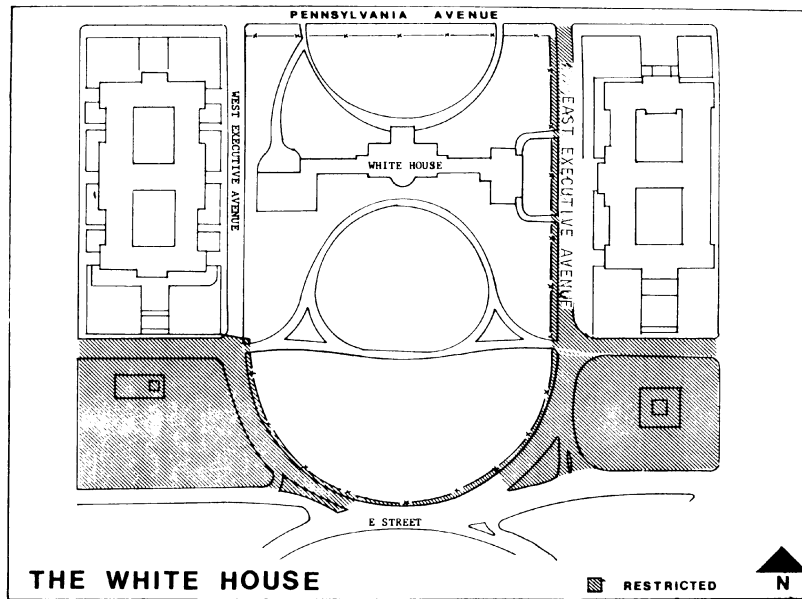 PENNSYLVANIA AVENUE
WEST EXECUTIVE AVENUE
EAST EXECUTIVE AVENUE
WHITE HOUSE
E STREET
THE WHITE HOUSE
RESTRICTED
N